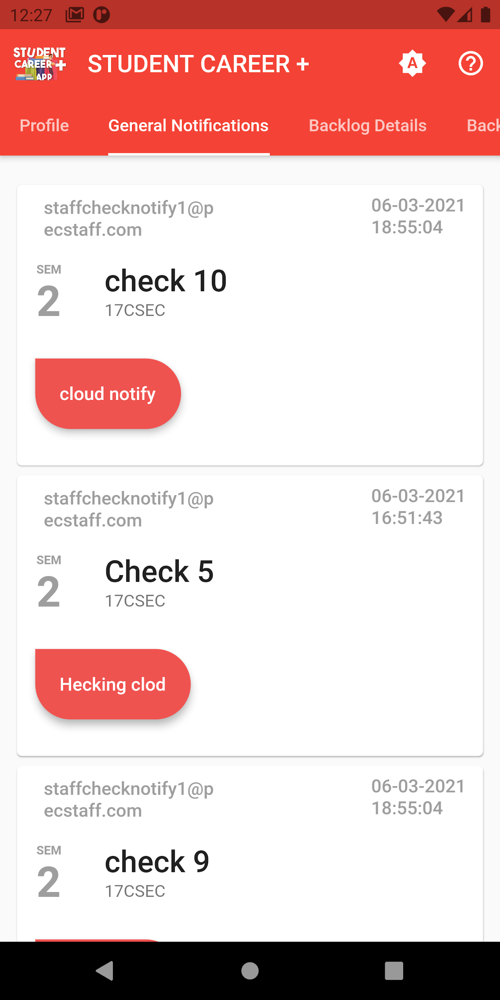 12:27
STUDENT
CAREER +
APP
STUDENT CAREER +
A
?
Profile
General Notifications
Backlog Details
Back
staffchecknotify1@p
ecstaff.com
06-03-2021
18:55:04
SEM
2
check 10
17CSEC
cloud notify
staffchecknotify1@p
ecstaff.com
06-03-2021
16:51:43
SEM
2
Check 5
17CSEC
Hecking clod
staffchecknotify1@p
ecstaff.com
06-03-2021
18:55:04
SEM
2
check 9
17CSEC